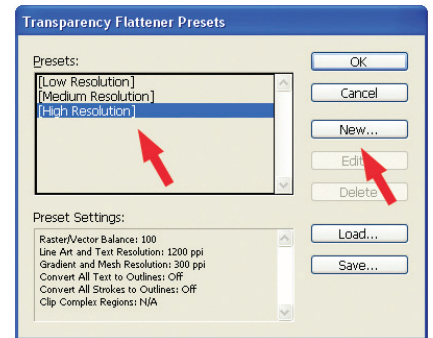 Transparency Flattener Presets
Presets:
[Low Resolution]
[Medium Resolution]
[High Resolution]
OK
Cancel
New...
Delete
Load...
Save...
Preset Settings:
Raster/Vector Balance: 100
Line Art and Text Resolution: 1200 ppi
Gradient and Mesh Resolution: 300 ppi
Convert All Text to Outlines: Off
Convert All Strokes to Outlines: Off
Clip Complex Regions: N/A